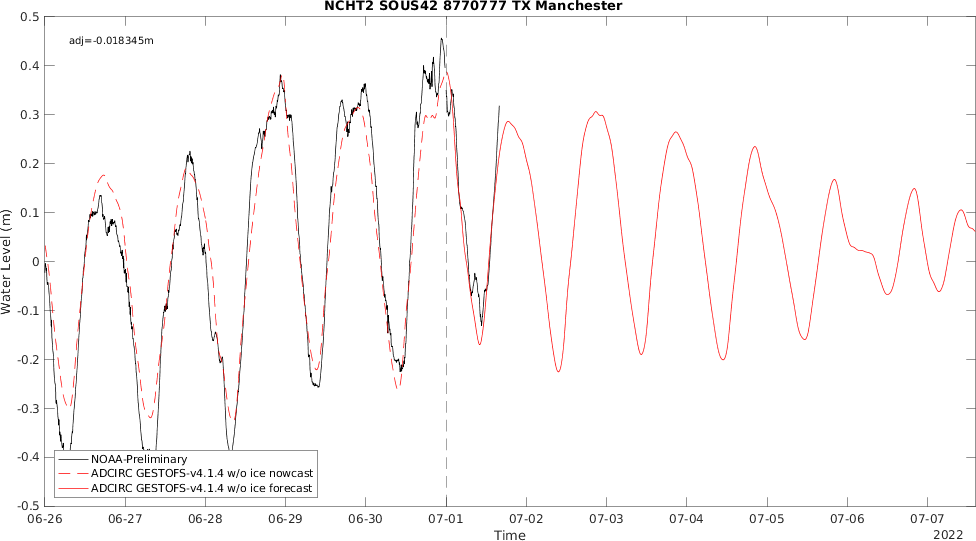 NCHT2 SOUS42 8770777 TX Manchester
adj=-0.018345m
0.5
0.4
0.3
0.2
0.1
0
-0.1
-0.2
-0.3
-0.4
-0.5
Water Level (m)
NOAA-Preliminary
ADCIRC GESTOFS-v4.1.4 w/o ice nowcast
ADCIRC GESTOFS-v4.1.4 w/o ice forecast
06-26 06-27 06-28 06-29 06-30 07-01 07-02 07-03 07-04 07-05 07-06 07-07
Time
2022